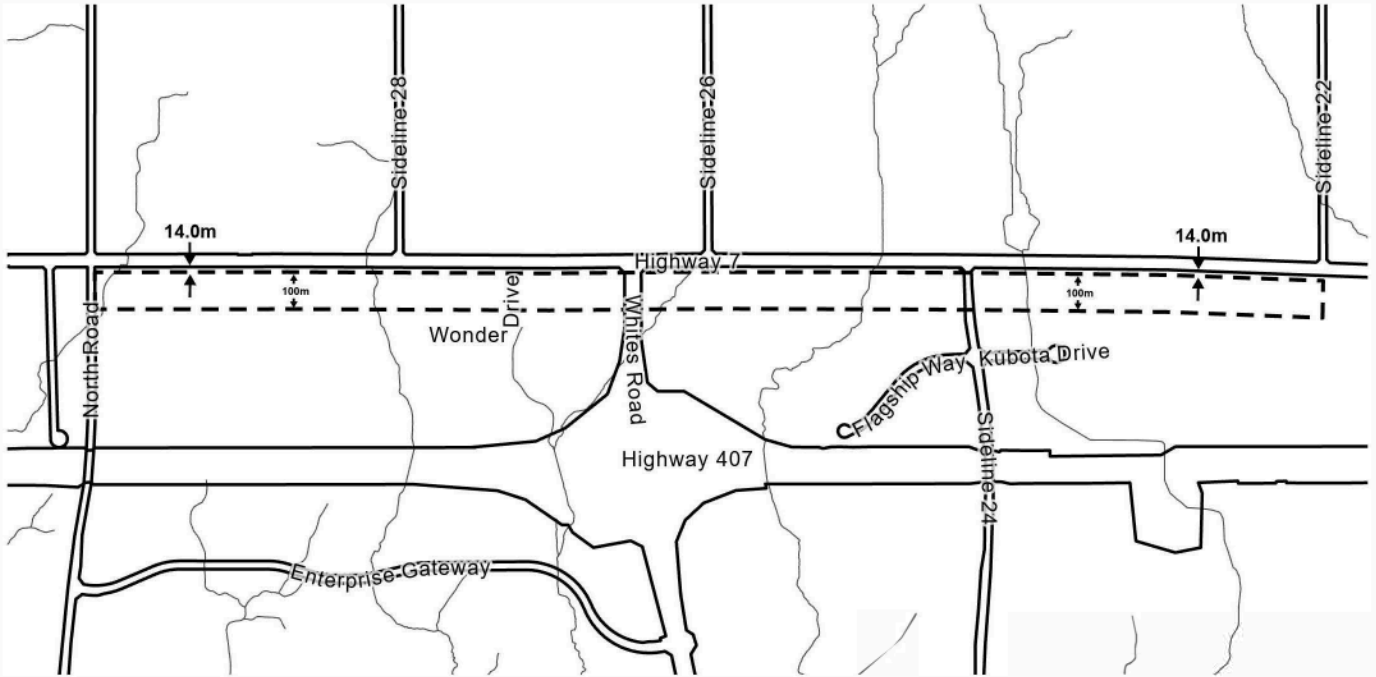 Sideline 28
Sideline 26
Sideline 22
14.0m
14.0m
Highway 7
100m
100m
North Road
Wonder
Drive
Whites Road
Flagship Way
Kubota Drive
Sideline 24
Highway 407
Enterprise Gateway